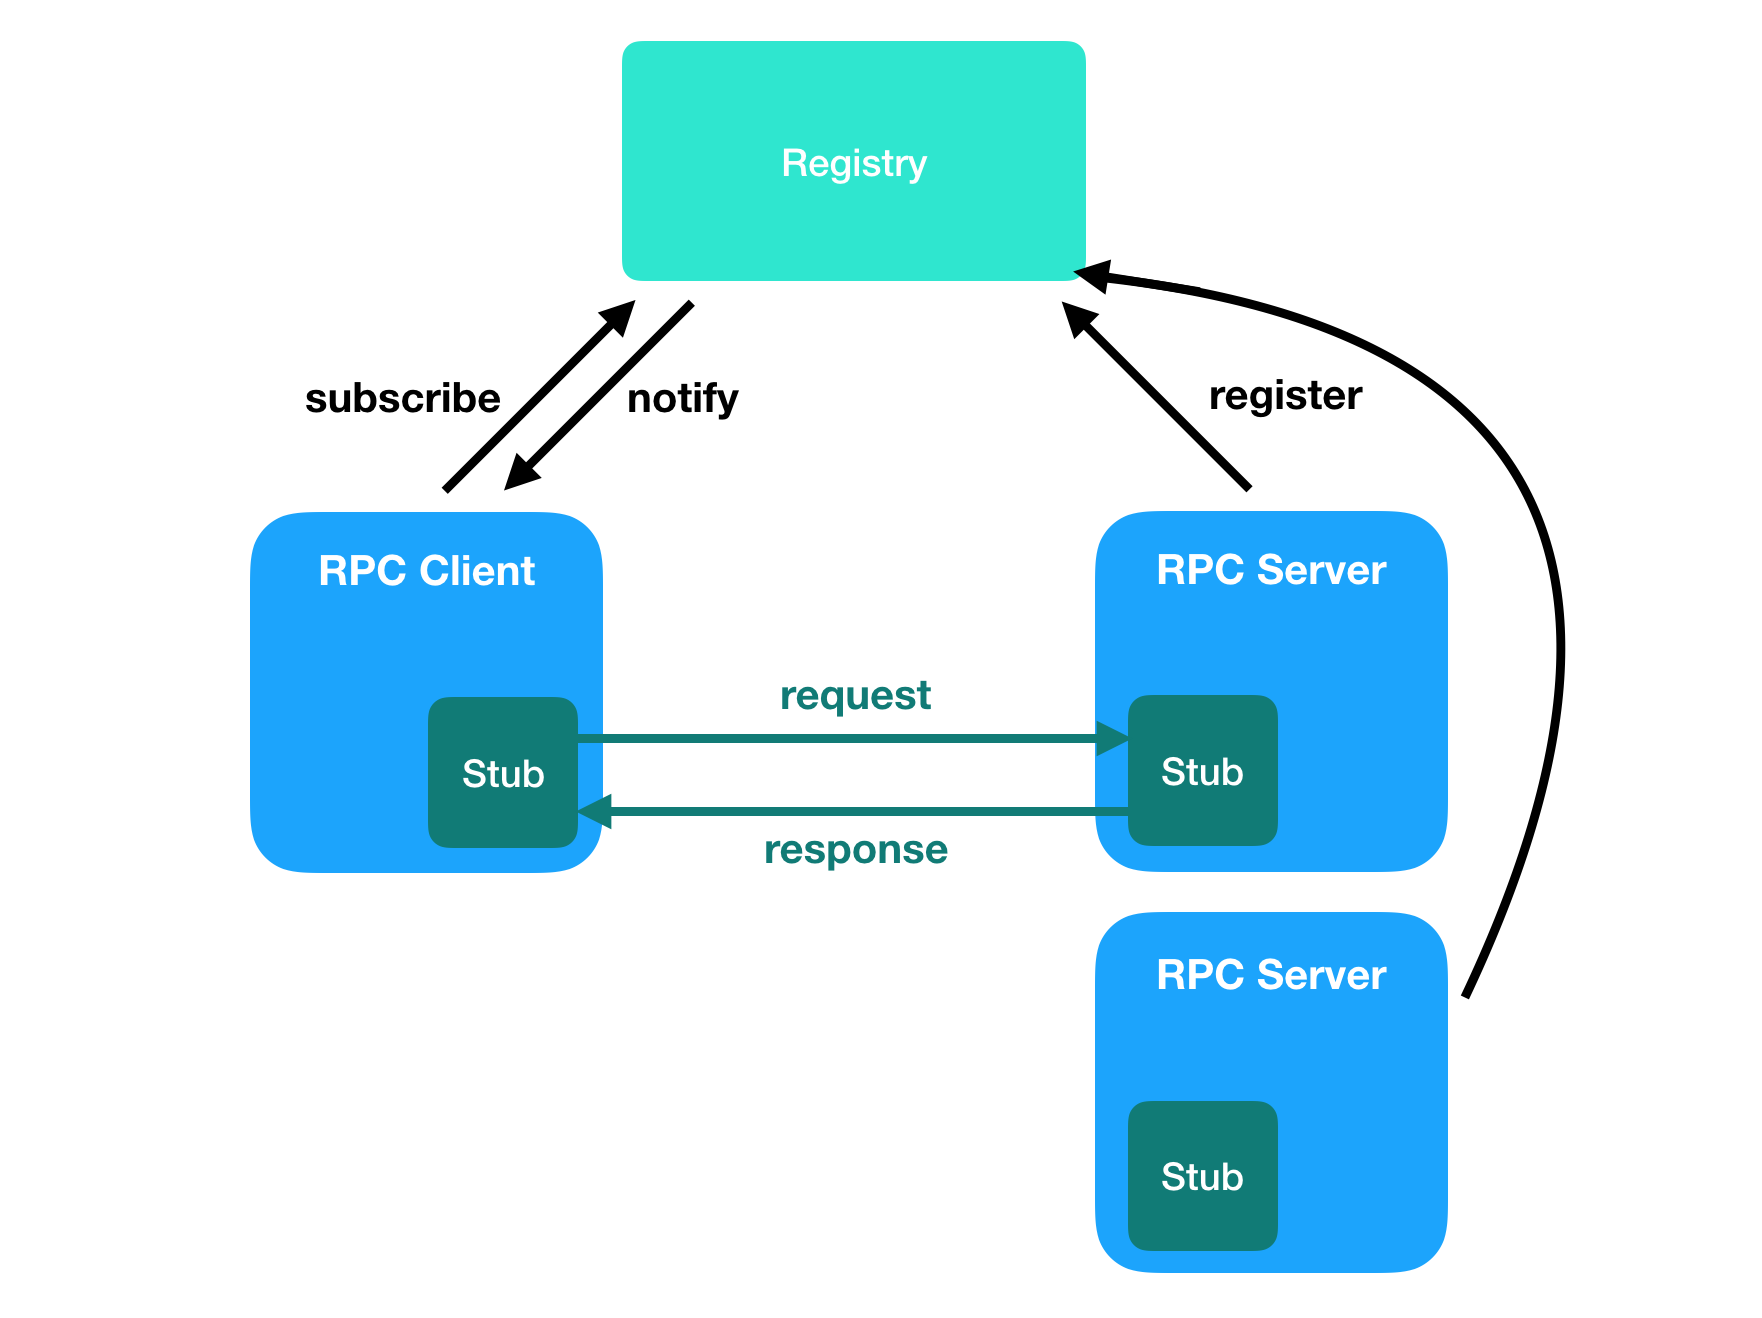 Registry
subscribe
notify
register
RPC Client
RPC Server
request
Stub
Stub
response
RPC Server
Stub